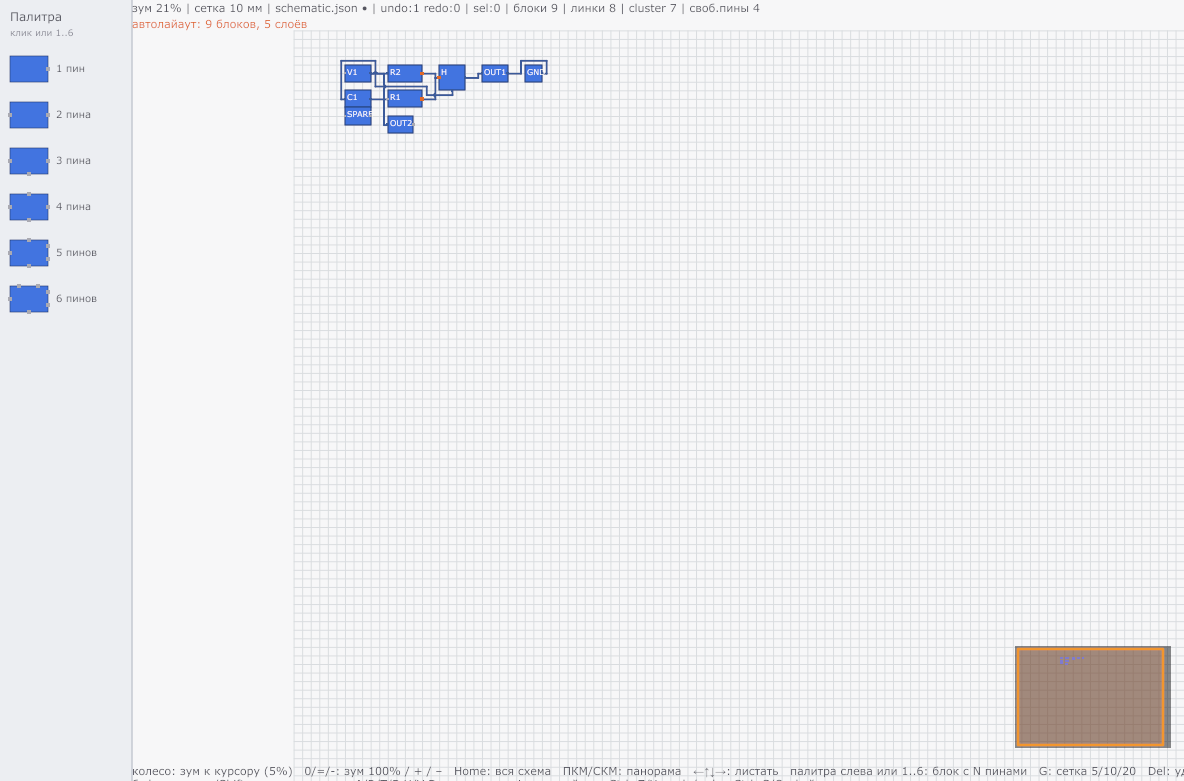 зум 21% | сетка 10 мм | schematic.json • | undo:1 redo:0 | sel:0 | блоки 9 | линки 8 | cluster 7 | своб.пины 4
автолайаут: 9 блоков, 5 слоёв
Палитра
клик или 1..6
1 пин
2 пина
3 пина
4 пина
5 пинов
6 пинов
V1
R2
H
OUT1
GND
C1
R1
SPARE
OUT2
колесо: зум к курсору (5%) 0/=/-: зум 100% / + / − Home: вся схема ПКМ/СКМ: панорама ←↑↓→: листать палитра слева или 1..6: блок с N пинами G: сетка 5/10/20 Del: